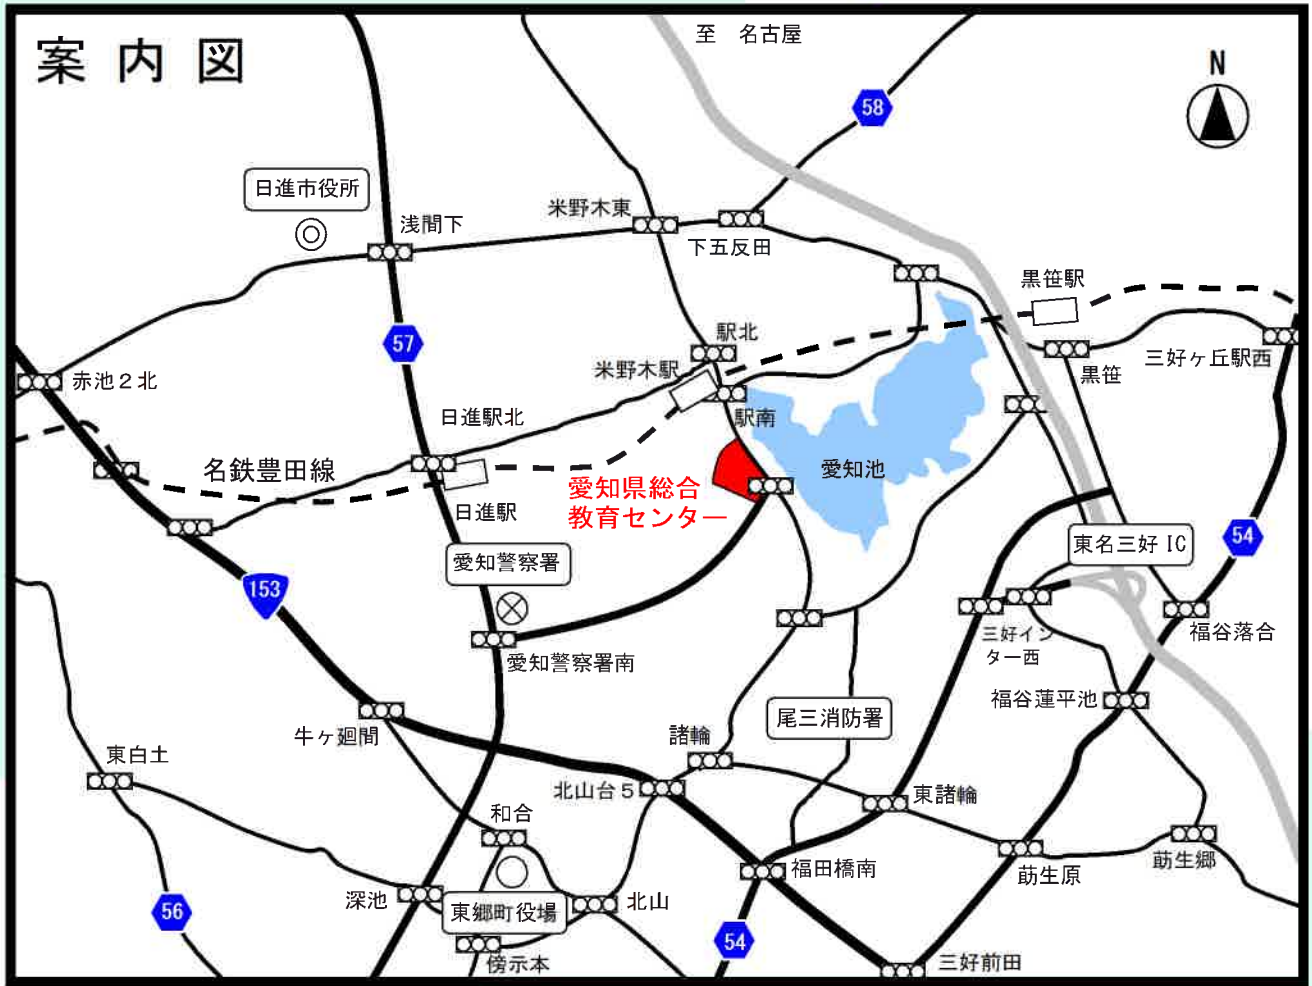 案内図
至 名古屋
N
58
日進市役所
浅間下
米野木東
下五反田
黒笹駅
57
駅北
三好ヶ丘駅西
黒笹
米野木駅
赤池２北
日進駅北
駅南
名鉄豊田線
愛知池
愛知県総合
教育センター
日進駅
54
東名三好 IC
愛知警察署
153
三好イン
ター西
福谷落合
愛知警察署南
福谷蓮平池
尾三消防署
牛ヶ廻間
諸輪
東白土
北山台５
東諸輪
和合
莇生郷
福田橋南
莇生原
深池
北山
東郷町役場
56
54
傍示本
三好前田